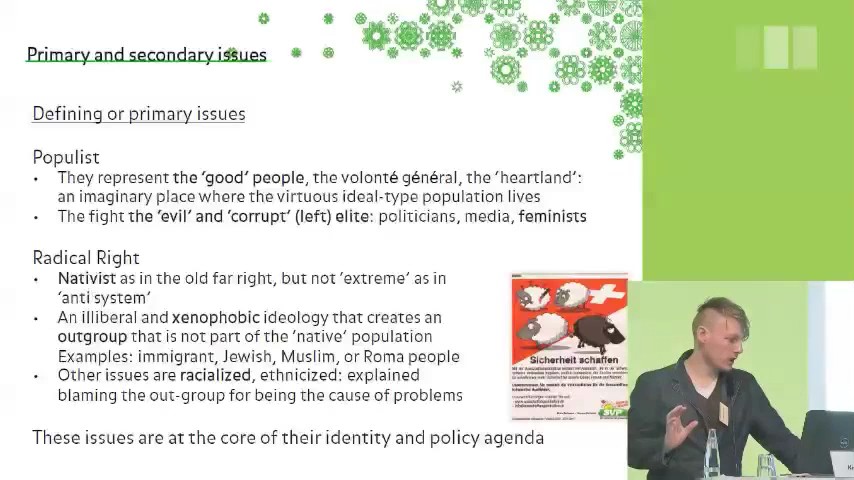 Primary and secondary issues
Defining or primary issues
Populist
• They represent the 'good' people, the volonté général, the 'heartland':
an imaginary place where the virtuous ideal-type population lives
• The fight the 'evil' and 'corrupt' (left) elite: politicians, media, feminists
Radical Right
• Nativist as in the old far right, but not 'extreme' as in
'anti system'
• An illiberal and xenophobic ideology that creates an
outgroup that is not part of the 'native' population
Examples: immigrant, Jewish, Muslim, or Roma people
• Other issues are racialized, ethnicized: explained
blaming the out-group for being the cause of problems
These issues are at the core of their identity and policy agenda
Sicherheit schaffen
SVP